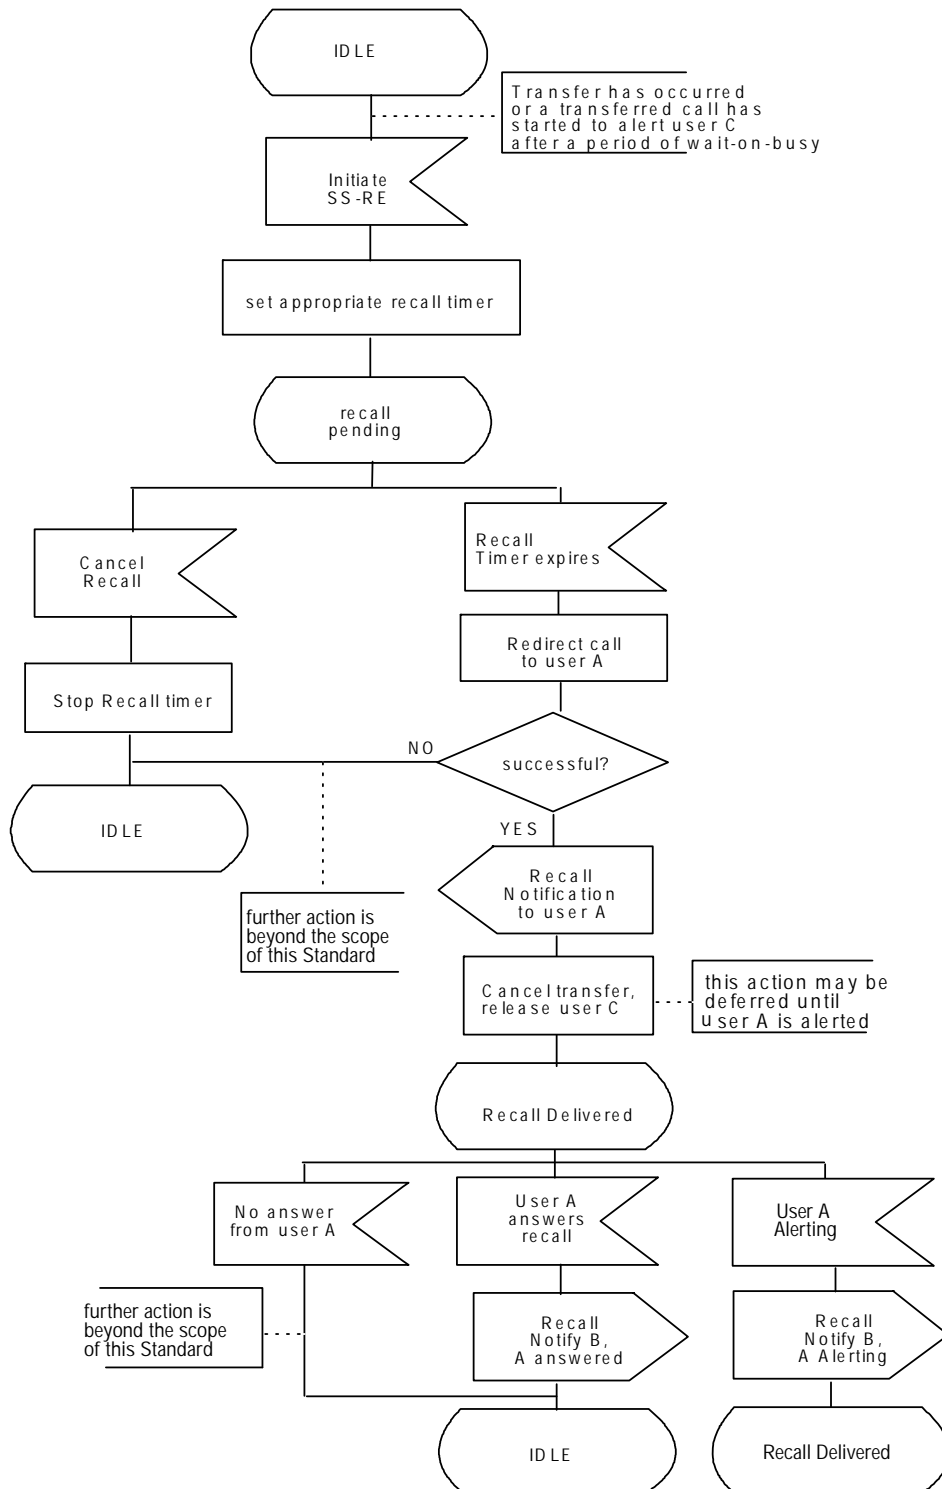 IDLE
Transfer has occurred
or a transferred call has
started to alert user C
after a period of wait-on-busy
Initiate
SS-RE
set appropriate recall timer
recall
pending
Cancel
Recall
Recall
Timer expires
Redirect call
to user A
Stop Recall timer
NO
successful?
YES
IDLE
Recall
Notification
to user A
further action is
beyond the scope
of this Standard
Cancel transfer,
release user C
this action may be
deferred until
user A is alerted
Recall Delivered
No answer
from user A
User A
answers
recall
User A
Alerting
further action is
beyond the scope
of this Standard
Recall
Notify B,
A answered
Recall
Notify B,
A Alerting
IDLE
Recall Delivered